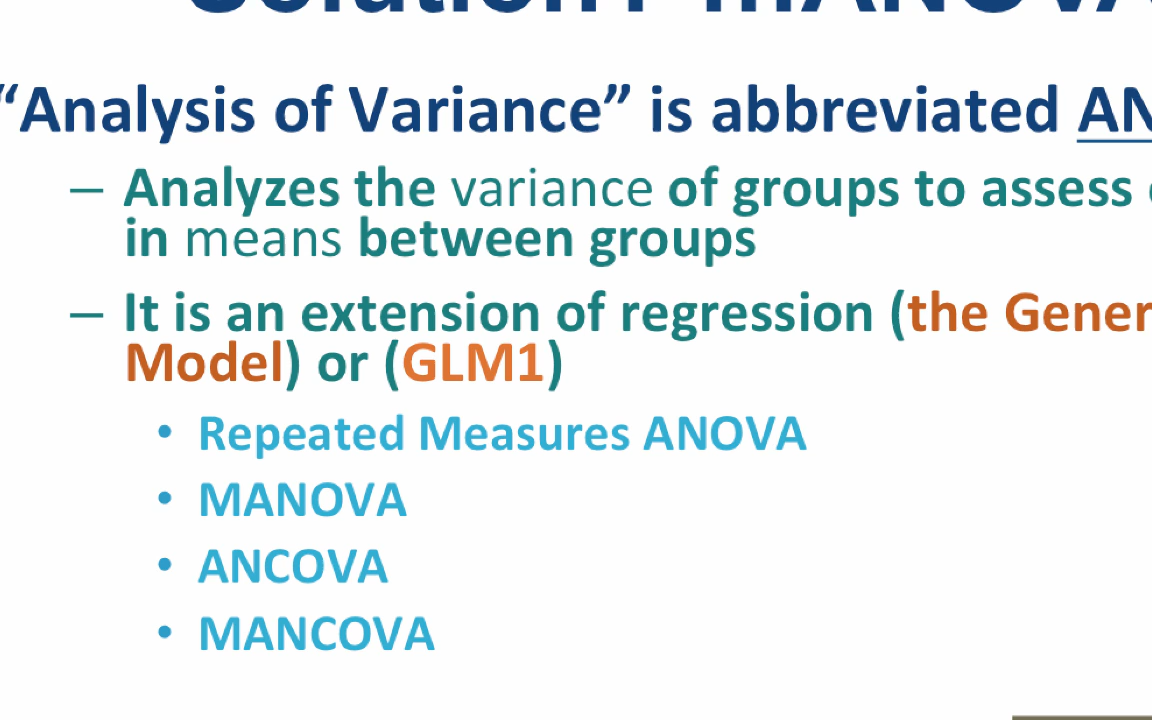 “Analysis of Variance” is abbreviated
– Analyzes the variance of groups to assess
in means between groups
– It is an extension of regression (the
Model) or (GLM1)
• Repeated Measures ANOVA
• MANOVA
• ANCOVA
• MANCOVA